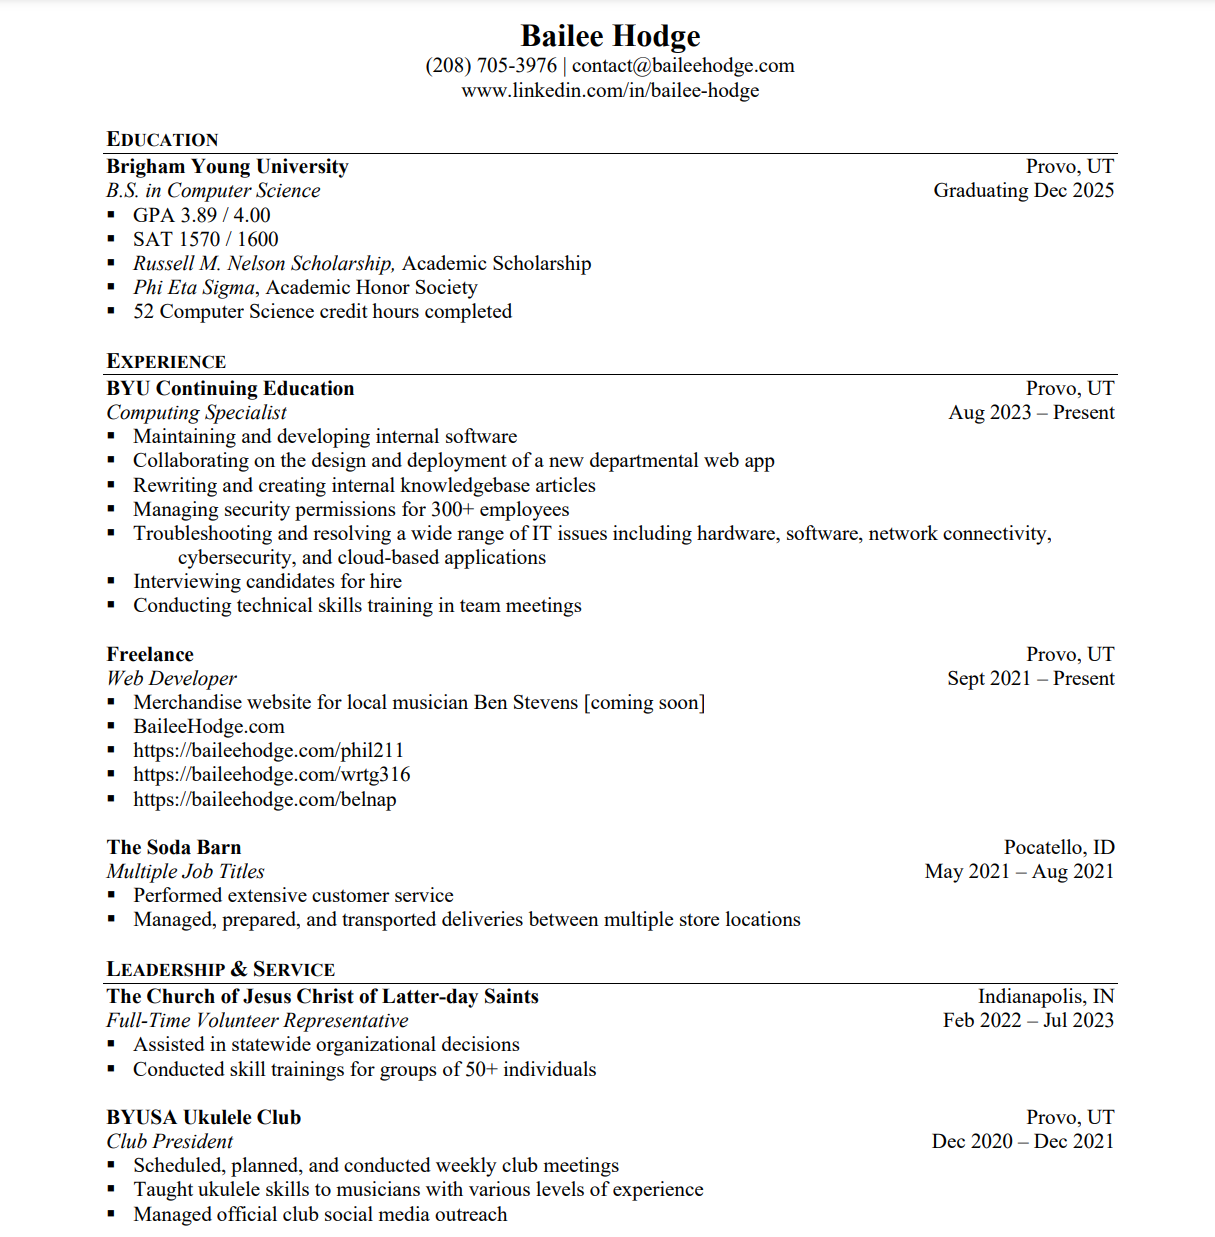 Bailee Hodge
(208) 705-3976 | contact@baileehodge.com
www.linkedin.com/in/bailee-hodge
EDUCATION
Brigham Young University Provo, UT
B.S. in Computer Science Graduating Dec 2025
▪ GPA 3.89 / 4.00
▪ SAT 1570 / 1600
▪ Russell M. Nelson Scholarship, Academic Scholarship
▪ Phi Eta Sigma, Academic Honor Society
▪ 52 Computer Science credit hours completed
EXPERIENCE
BYU Continuing Education Provo, UT
Computing Specialist Aug 2023 – Present
▪ Maintaining and developing internal software
▪ Collaborating on the design and deployment of a new departmental web app
▪ Rewriting and creating internal knowledgebase articles
▪ Managing security permissions for 300+ employees
▪ Troubleshooting and resolving a wide range of IT issues including hardware, software, network connectivity,
cybersecurity, and cloud-based applications
▪ Interviewing candidates for hire
▪ Conducting technical skills training in team meetings
Freelance Provo, UT
Web Developer Sept 2021 – Present
▪ Merchandise website for local musician Ben Stevens [coming soon]
▪ BaileeHodge.com
▪ https://baileehodge.com/phil211
▪ https://baileehodge.com/wrtg316
▪ https://baileehodge.com/belnap
The Soda Barn Pocatello, ID
Multiple Job Titles May 2021 – Aug 2021
▪ Performed extensive customer service
▪ Managed, prepared, and transported deliveries between multiple store locations
LEADERSHIP & SERVICE
The Church of Jesus Christ of Latter-day Saints Indianapolis, IN
Full-Time Volunteer Representative Feb 2022 – Jul 2023
▪ Assisted in statewide organizational decisions
▪ Conducted skill trainings for groups of 50+ individuals
BYUSA Ukulele Club Provo, UT
Club President Dec 2020 – Dec 2021
▪ Scheduled, planned, and conducted weekly club meetings
▪ Taught ukulele skills to musicians with various levels of experience
▪ Managed official club social media outreach